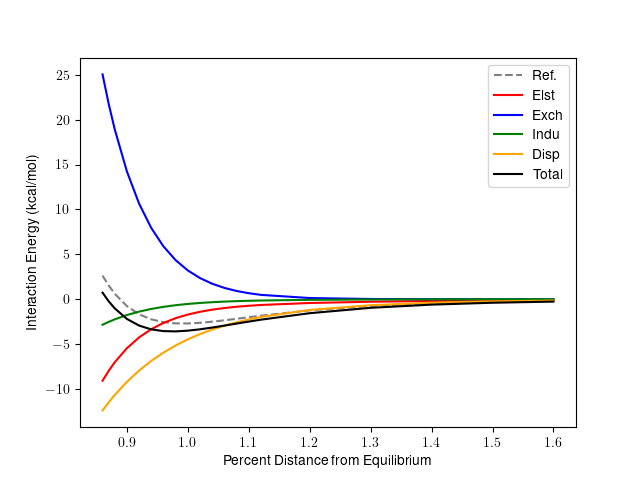 25
20
15
10
5
0
−5
−10
Interaction Energy (kcal/mol)
Ref.
Elst
Exch
Indu
Disp
Total
0.9 1.0 1.1 1.2 1.3 1.4 1.5 1.6
Percent Distance from Equilibrium